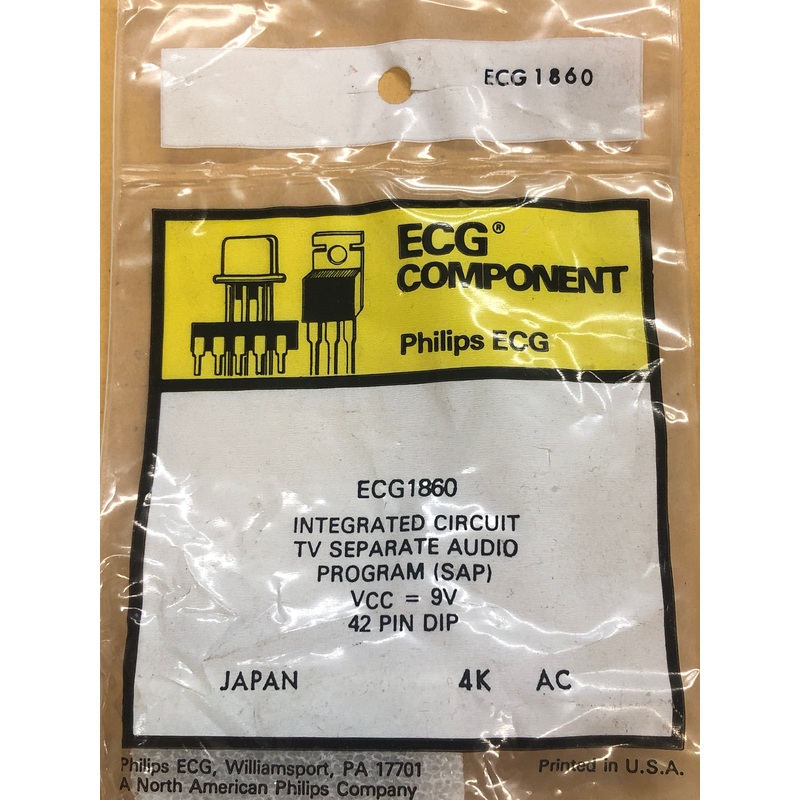 ECG1860
ECG®
COMPONENT
Philips ECG
ECG1860
INTEGRATED CIRCUIT
TV SEPARATE AUDIO
PROGRAM (SAP)
VCC = 9V
42 PIN DIP
JAPAN 4K AC
Philips ECG, Williamsport, PA 17701
A North American Philips Company
Printed in U.S.A.